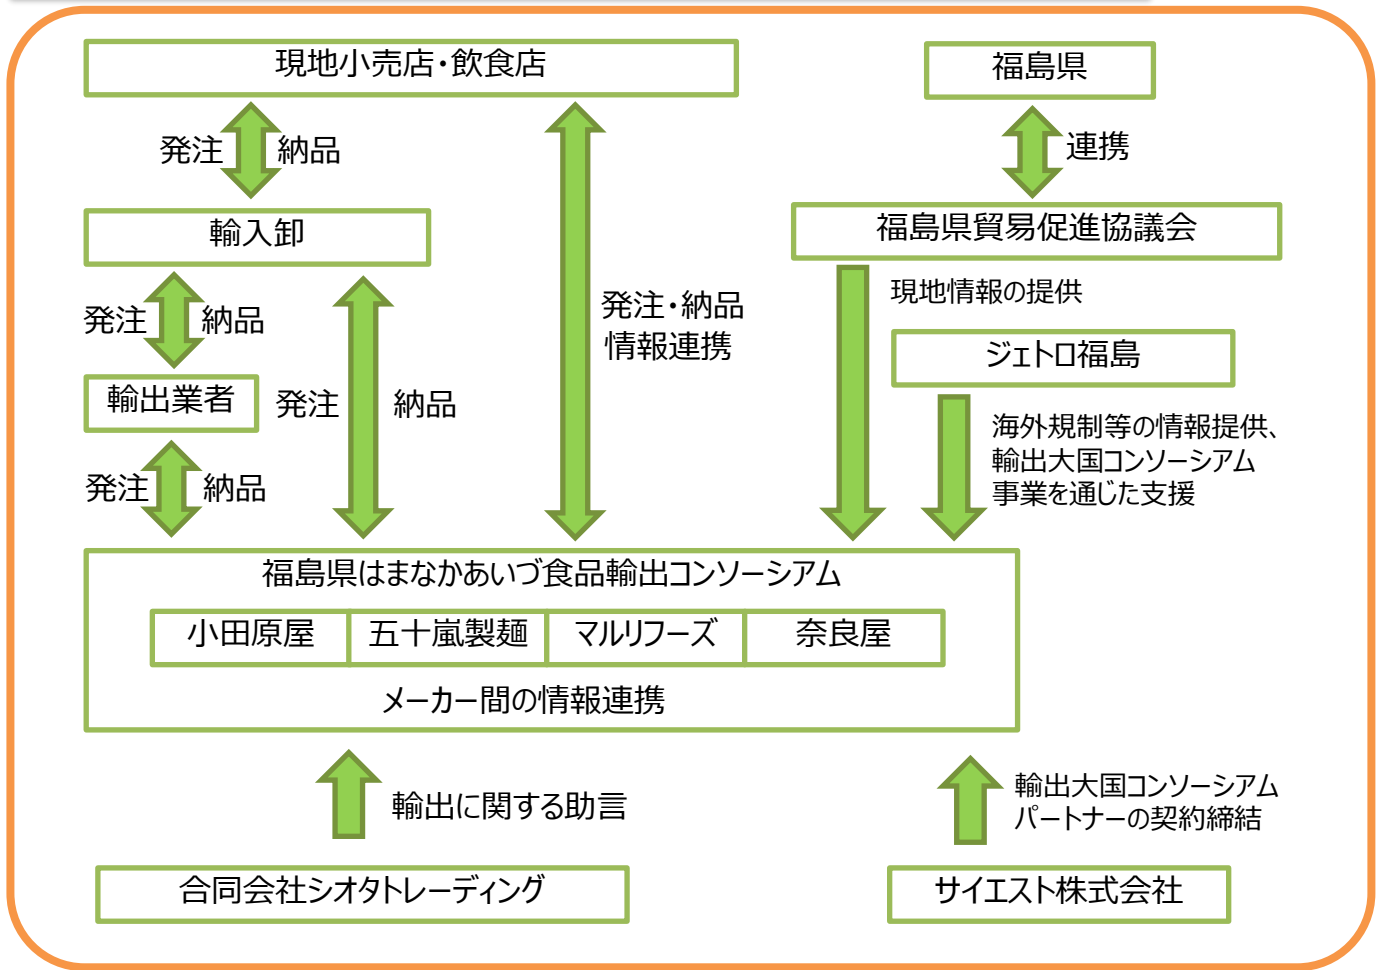 現地小売店・飲食店
福島県
発注
納品
連携
輸入卸
福島県貿易促進協議会
現地情報の提供
発注
納品
発注・納品
情報連携
ジェトロ福島
輸出業者
発注
納品
海外規制等の情報提供、
輸出大国コンソーシアム
事業を通じた支援
発注
納品
福島県はまなかあいづ食品輸出コンソーシアム
小田原屋
五十嵐製麺
マルリフーズ
奈良屋
メーカー間の情報連携
輸出に関する助言
輸出大国コンソーシアム
パートナーの契約締結
合同会社シオタトレーディング
サイエスト株式会社